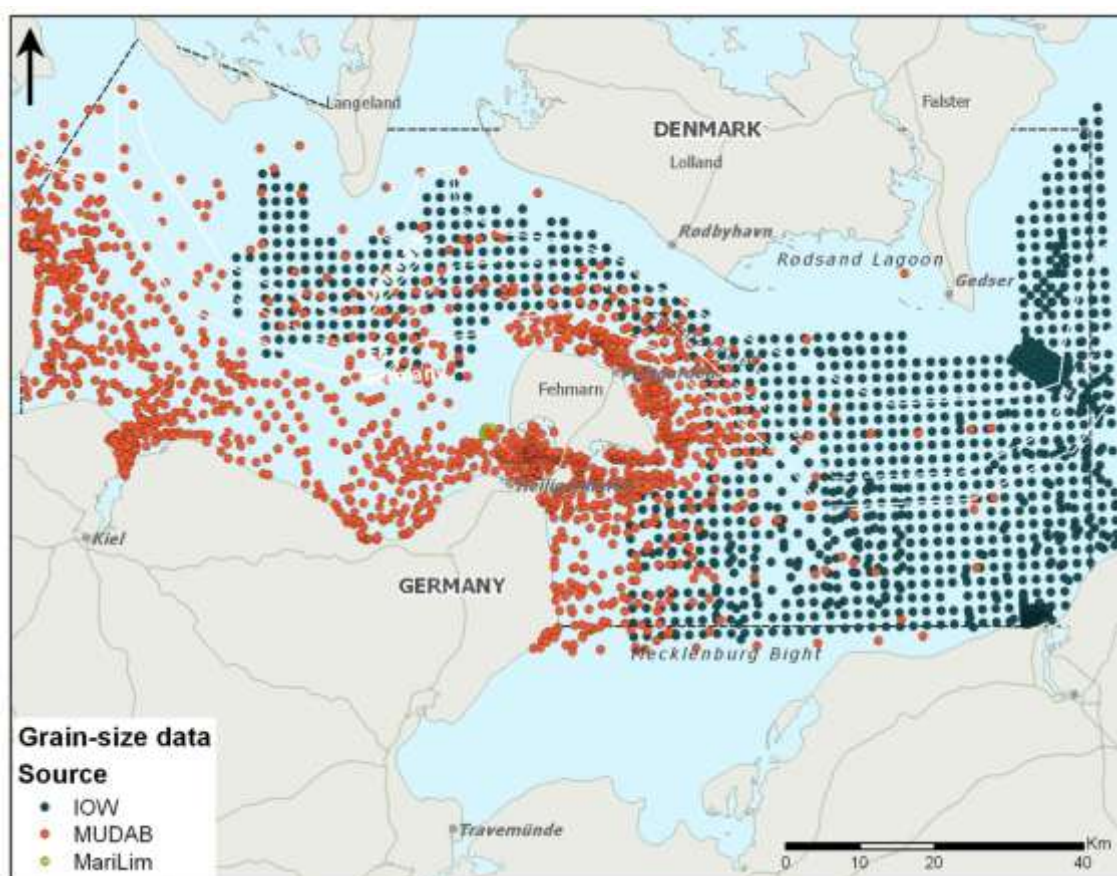 Langeland
Falster
DENMARK
Lolland
Rodbyhavn
Rodsand Lagoon
Gedser
Fehmarn
Kiel
GERMANY
Mecklenburg Bight
Travemünde
Grain-size data
Source
IOW
MUDAB
MariLim
Km
0 10 20 40